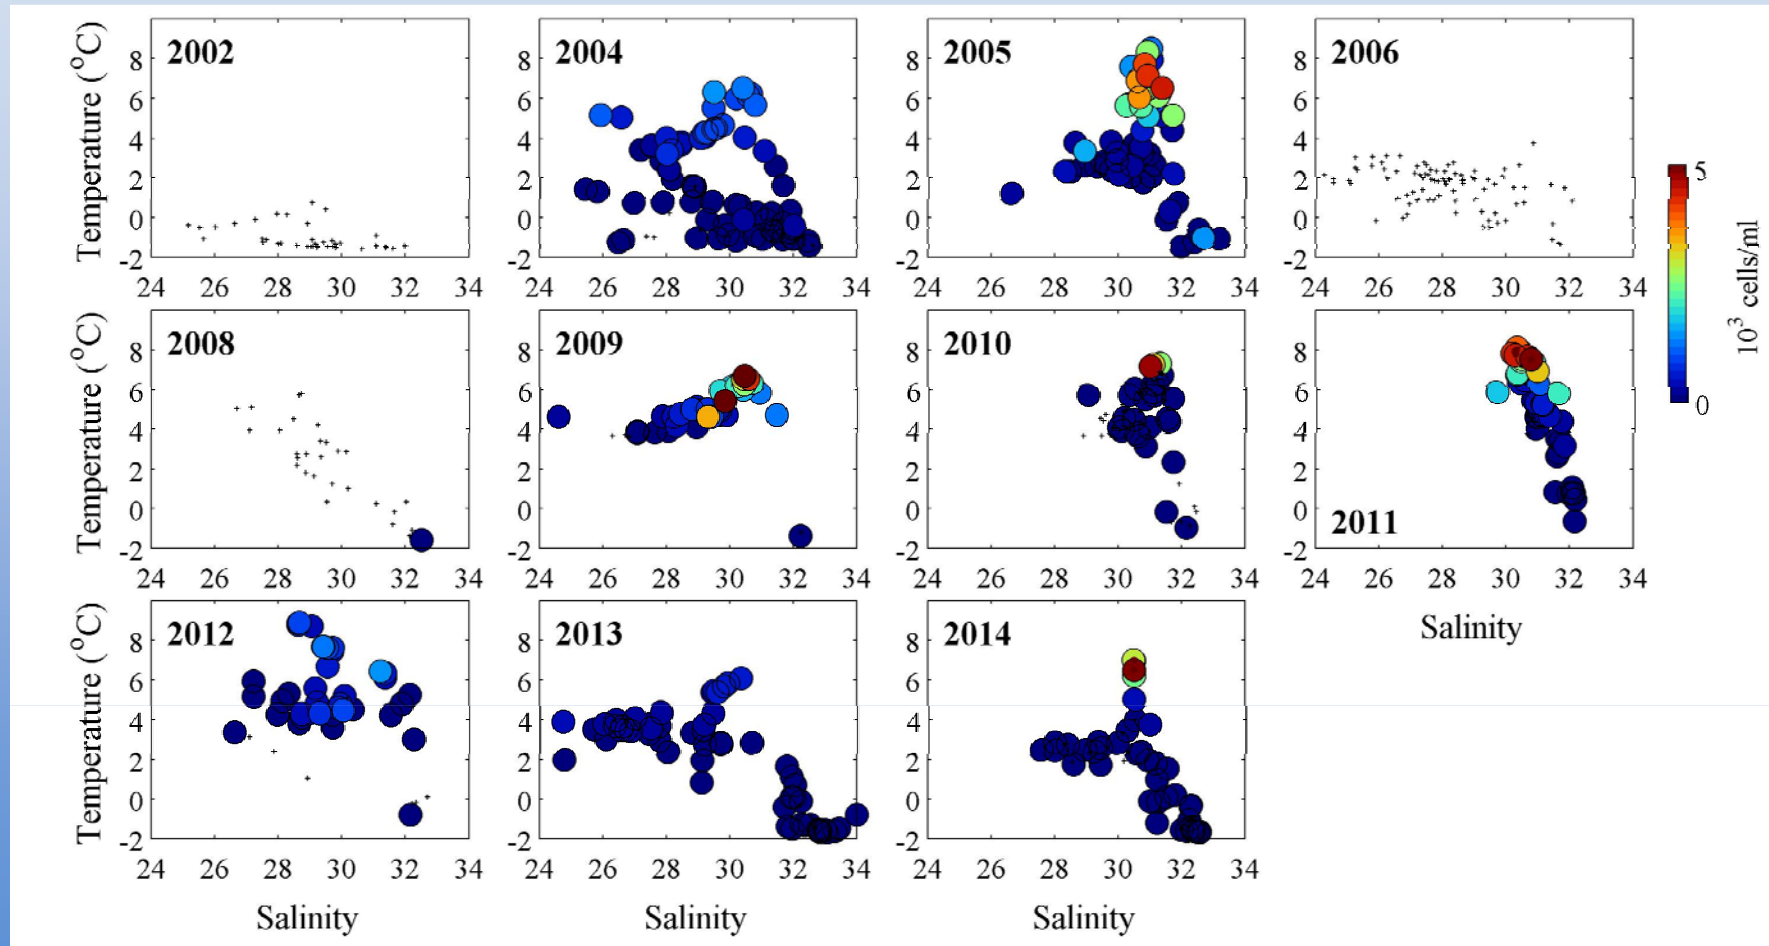 2002 2004 2005 2006
Temperature (°C)
8 8 8 8
6 6 6 6
4 4 4 4
2 2 2 2
0 0 0 0
-2 -2 -2 -2
24 26 28 30 32 34 24 26 28 30 32 34 24 26 28 30 32 34 24 26 28 30 32 34
5
0
10³ cells/ml
2008 2009 2010
Temperature (°C)
8 8 8 8
6 6 6 6
4 4 4 4
2 2 2 2
0 0 0 0
2011
-2 -2 -2 -2
24 26 28 30 32 34 24 26 28 30 32 34 24 26 28 30 32 34 24 26 28 30 32 34
Salinity
2012 2013 2014
Temperature (°C)
8 8 8
6 6 6
4 4 4
2 2 2
0 0 0
-2 -2 -2
24 26 28 30 32 34 24 26 28 30 32 34 24 26 28 30 32 34
Salinity Salinity Salinity